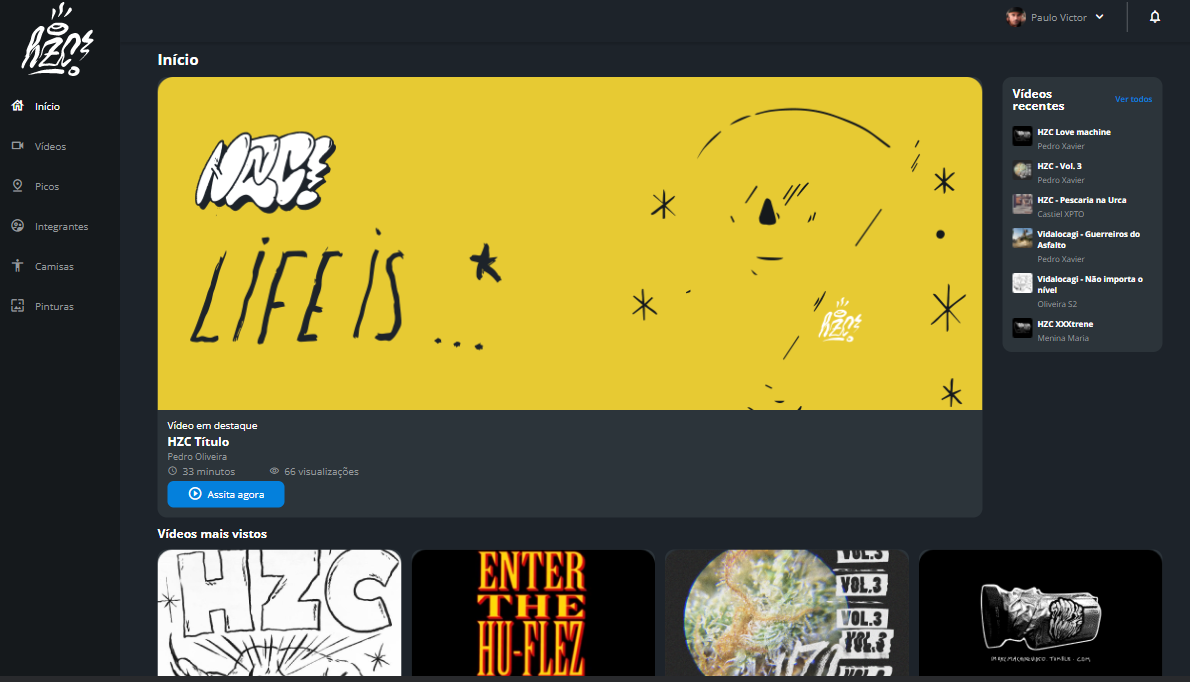 HZC!
Paulo Victor
Início
Vídeos
Picos
Integrantes
Camisas
Pinturas
Início
HZC!
LIFE IS ...
HZC!
Vídeo em destaque
HZC Título
Pedro Oliveira
33 minutos
66 visualizações
Assita agora
Vídeos recentes
Ver todos
HZC Love machine
Pedro Xavier
HZC - Vol. 3
Pedro Xavier
HZC - Pescaria na Urca
Castiel XPTO
Vidalocagi - Guerreiros do
Asfalto
Pedro Xavier
Vidalocagi - Não importa o
nível
Oliveira S2
HZC XXXtrene
Menina Maria
Vídeos mais vistos
HZC
ENTER
THE
HU-FLEZ
VOL.3
VOL.3
VOL.3
VOL.3